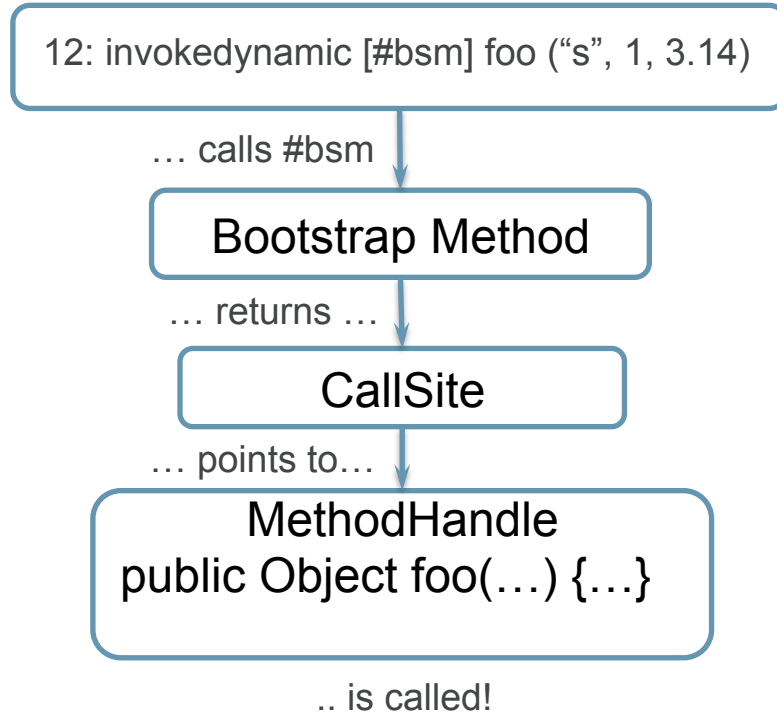 12: invokedynamic [#bsm] foo (“s”, 1, 3.14)
… calls #bsm
Bootstrap Method
… returns …
CallSite
… points to…
MethodHandle
public Object foo(…) {…}
.. is called!